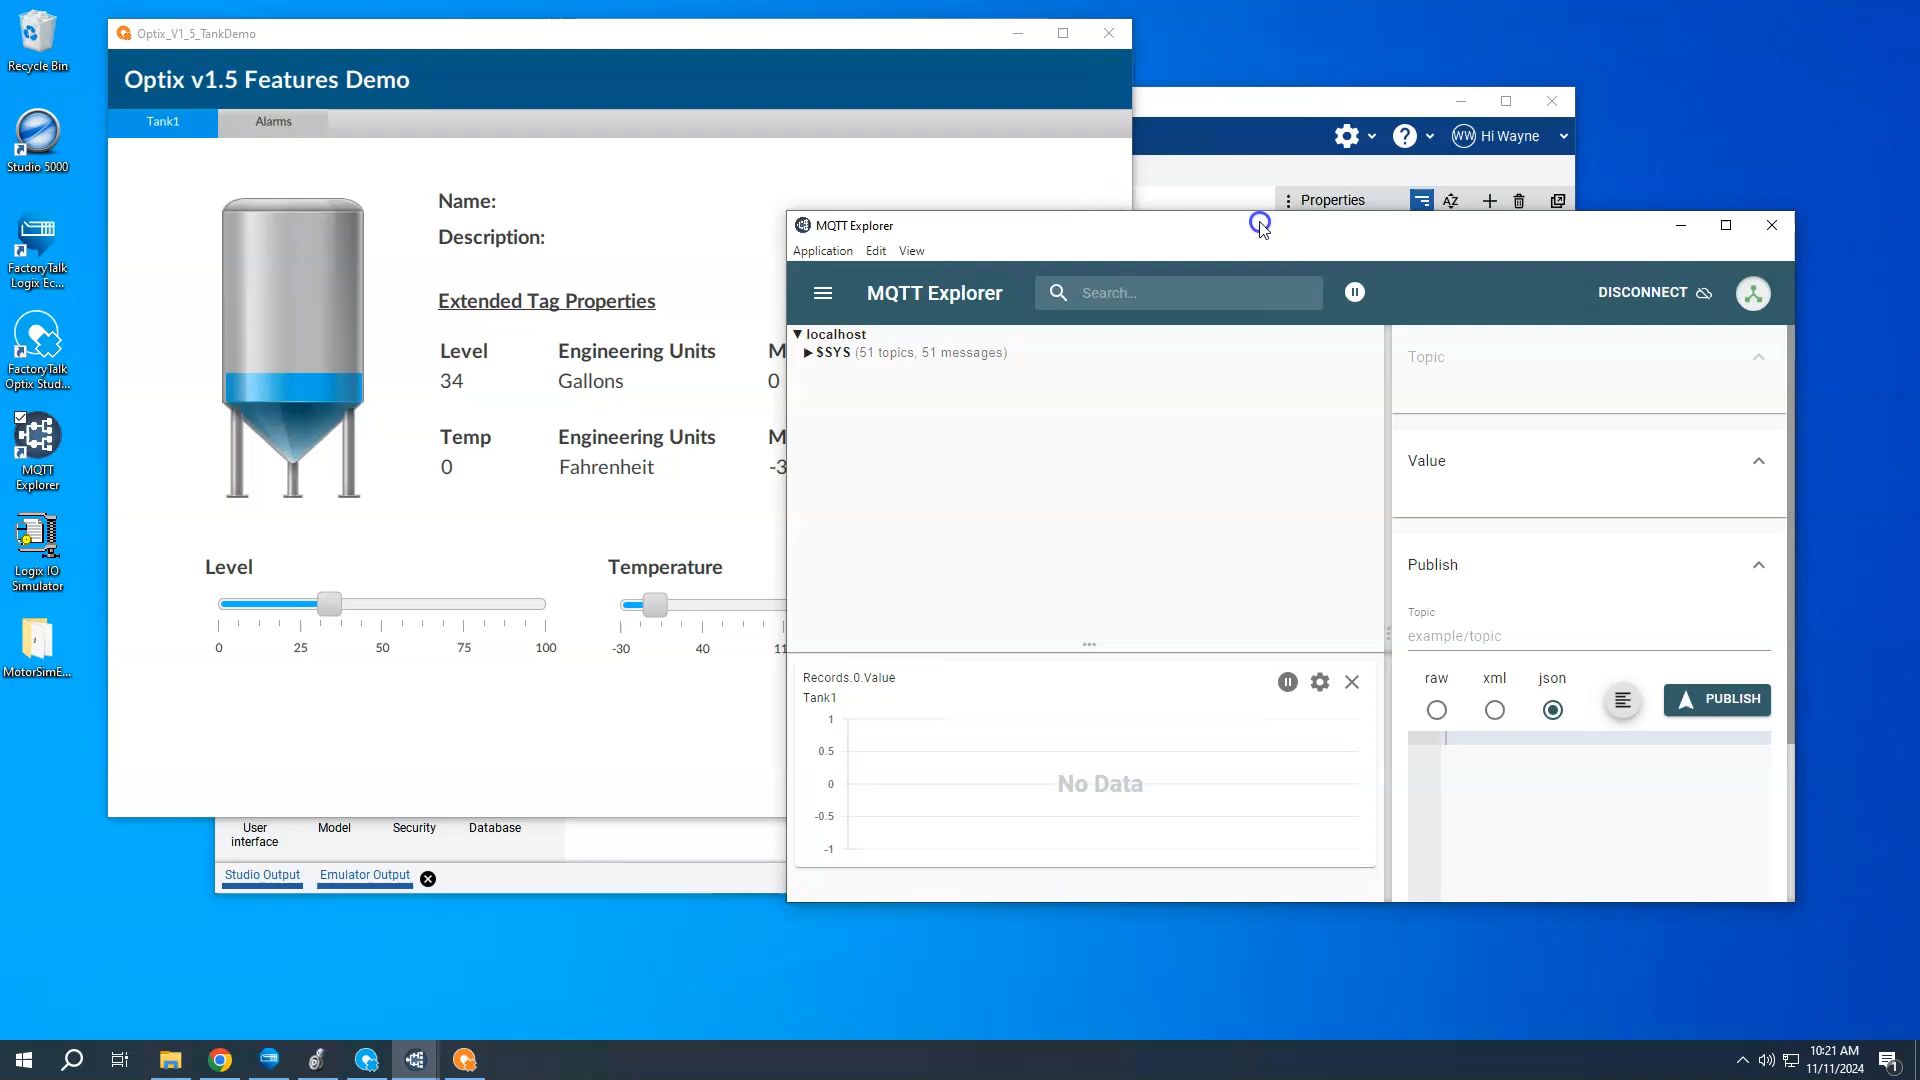 Recycle Bin
Studio 5000
FactoryTalk
Logix Ec...
FactoryTalk
Optix Stud...
MQTT
Explorer
Logix IO
Simulator
MotorSimE...
Optix_V1_5_TankDemo
Optix v1.5 Features Demo
Tank1
Alarms
Name:
Description:
Extended Tag Properties
Level
Engineering Units
M
34
Gallons
0
Temp
Engineering Units
M
0
Fahrenheit
-3
Level
0
25
50
75
100
Temperature
-30
40
11
User
interface
Model
Security
Database
Studio Output
Emulator Output
WW
Hi Wayne
Properties
MQTT Explorer
Application
Edit
View
MQTT Explorer
Search...
DISCONNECT
▼ localhost
▶ $SYS (51 topics, 51 messages)
Records.0.Value
Tank1
1
0.5
0
-0.5
-1
No Data
Topic
Value
Publish
Topic
example/topic
raw
xml
json
PUBLISH
10:21 AM
11/11/2024
1